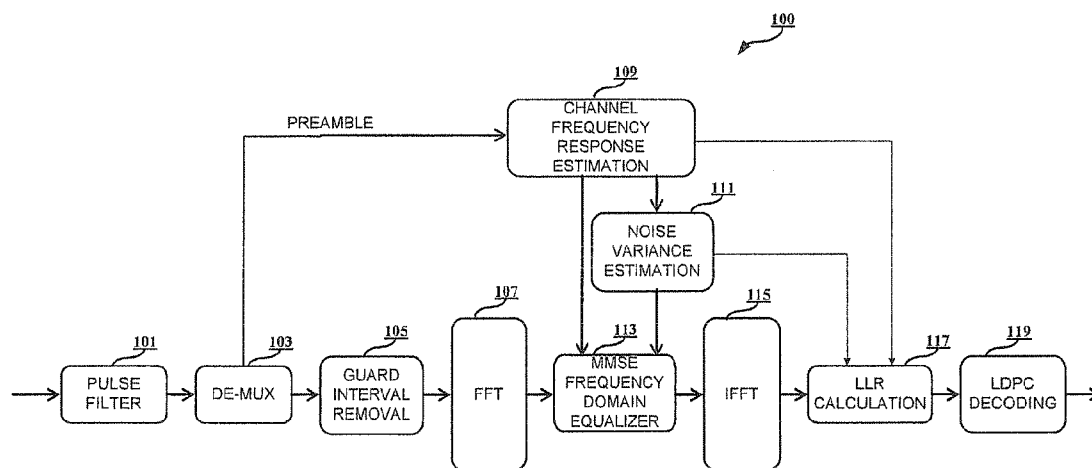 100
109
CHANNEL
FREQUENCY
RESPONSE
ESTIMATION
PREAMBLE
111
NOISE
VARIANCE
ESTIMATION
101
PULSE
FILTER
103
DE-MUX
105
GUARD
INTERVAL
REMOVAL
107
FFT
113
MMSE
FREQUENCY
DOMAIN
EQUALIZER
115
IFFT
117
LLR
CALCULATION
119
LDPC
DECODING